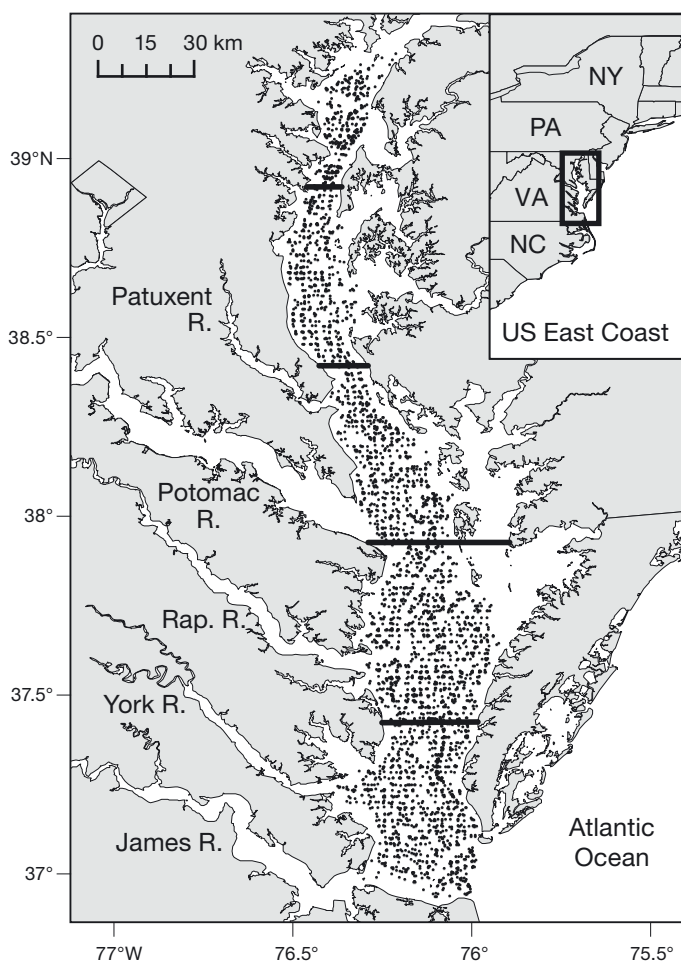 0 15 30 km
NY
PA
VA
NC
US East Coast
39°N
38.5°
38°
37.5°
37°
Patuxent
R.
Potomac
R.
Rap. R.
York R.
James R.
Atlantic
Ocean
77°W 76.5° 76° 75.5°